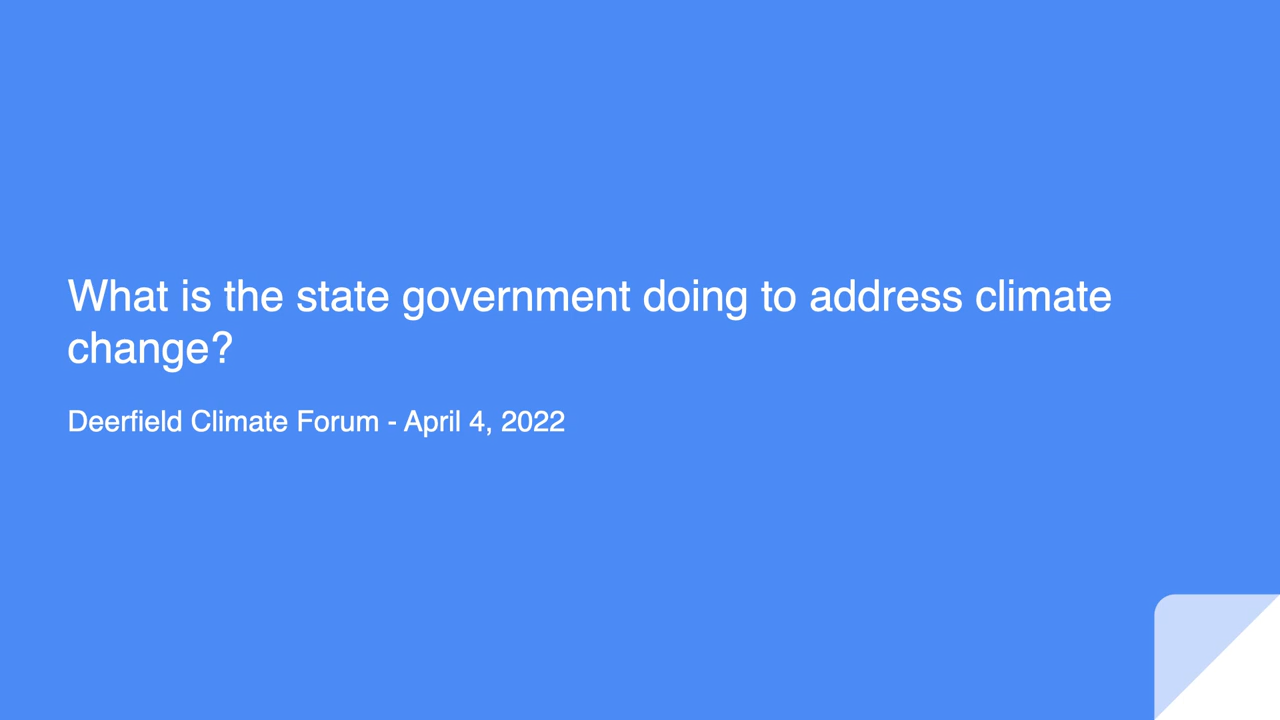 What is the state government doing to address climate
change?
Deerfield Climate Forum - April 4, 2022